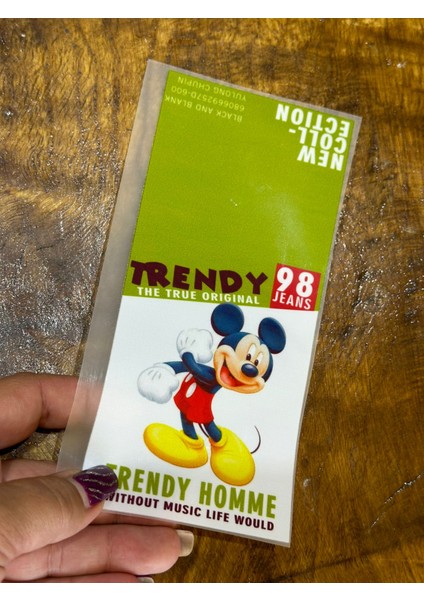 NEW
COLL-
ECTION
BLACK AND BLANK
680669257D-600
YULONG CHUPIN
TRENDY
THE TRUE ORIGINAL
98
JEANS
TRENDY HOMME
WITHOUT MUSIC LIFE WOULD